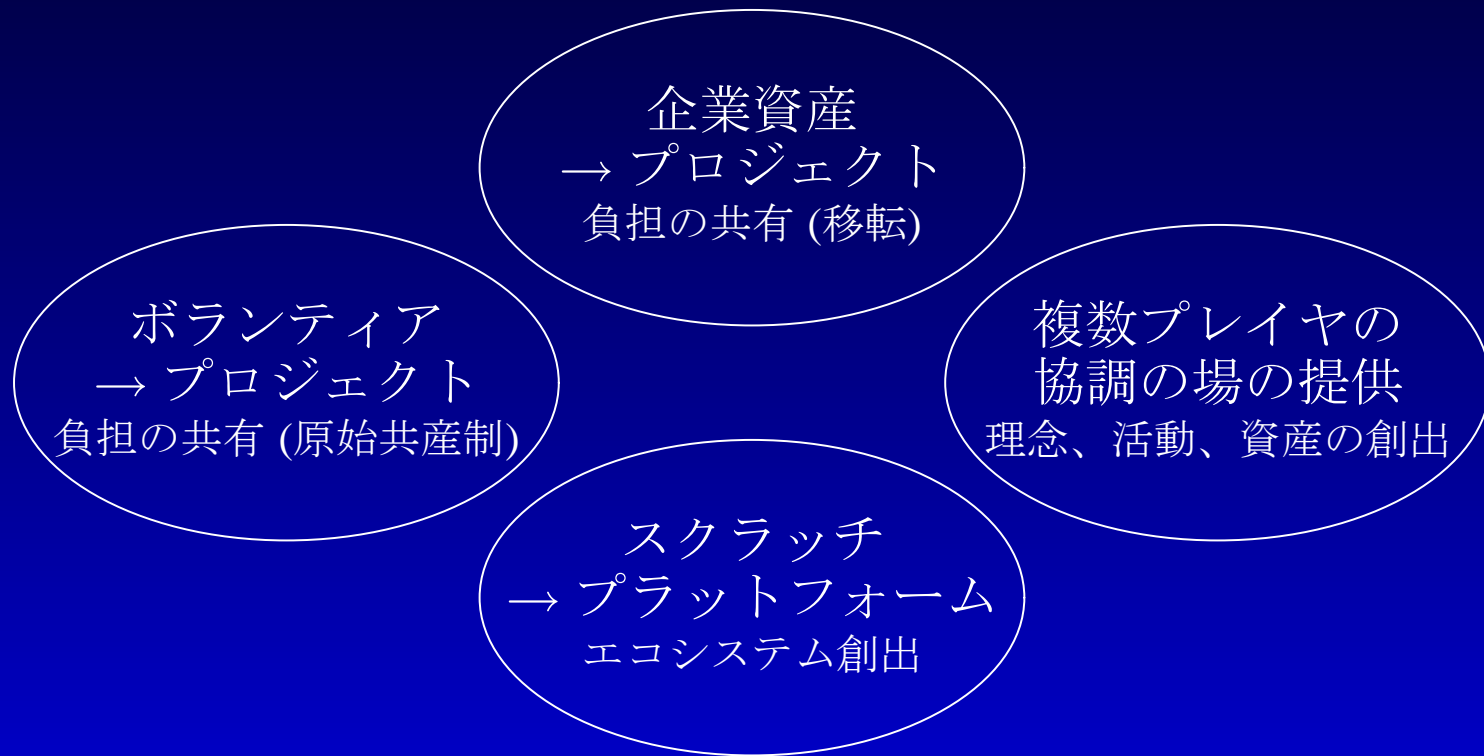 企業資産
→ プロジェクト
負担の共有 (移転)
ボランティア
→ プロジェクト
負担の共有 (原始共産制)
複数プレイヤの
協調の場の提供
理念、活動、資産の創出
スクラッチ
→ プラットフォーム
エコシステム創出